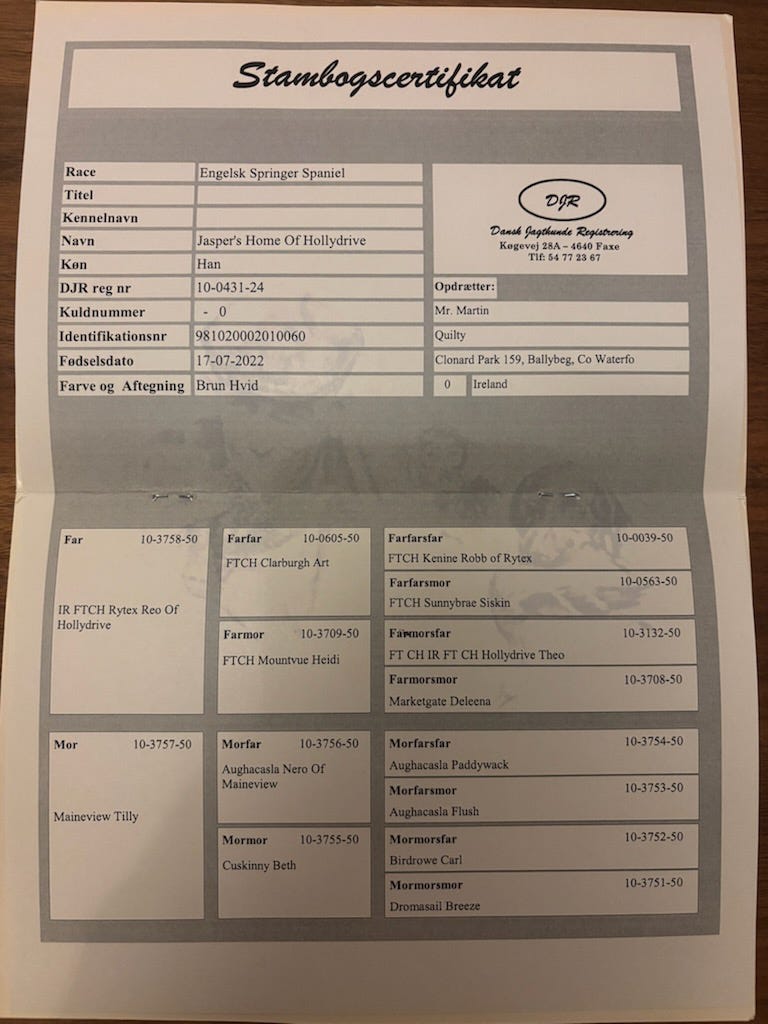 Stambogscertifikat
Race Engelsk Springer Spaniel
Titel
Kennelnavn
Navn Jasper's Home Of Hollydrive
Køn Han
DJR reg nr 10-0431-24
Kuldnummer - 0
Identifikationsnr 981020002010060
Fødselsdato 17-07-2022
Farve og Aftegning Brun Hvid
DJR
Dansk Jagthunde Registrering
Køgevej 28A – 4640 Faxe
Tlf: 54 77 23 67
Opdrætter:
Mr. Martin
Quilty
Clonard Park 159, Ballybeg, Co Waterfo
0 Ireland
Far 10-3758-50
IR FTCH Rytex Reo Of
Hollydrive
Farfar 10-0605-50
FTCH Clarburgh Art
Farmor 10-3709-50
FTCH Mountvue Heidi
Farfarsfar 10-0039-50
FTCH Kenine Robb of Rytex
Farfarsmor 10-0563-50
FTCH Sunnybrae Siskin
Farmorsfar 10-3132-50
FT CH IR FT CH Hollydrive Theo
Farmorsmor 10-3708-50
Marketgate Deleena
Mor 10-3757-50
Maineview Tilly
Morfar 10-3756-50
Aughacasla Nero Of
Maineview
Mormor 10-3755-50
Cuskinny Beth
Morfarsfar 10-3754-50
Aughacasla Paddywack
Morfarsmor 10-3753-50
Aughacasla Flush
Mormorsfar 10-3752-50
Birdrowe Carl
Mormorsmor 10-3751-50
Dromasail Breeze